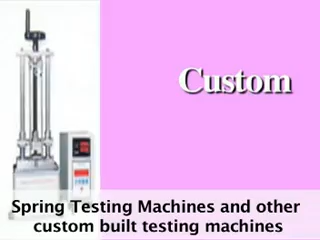 Custom
Spring Testing Machines and other
custom built testing machines